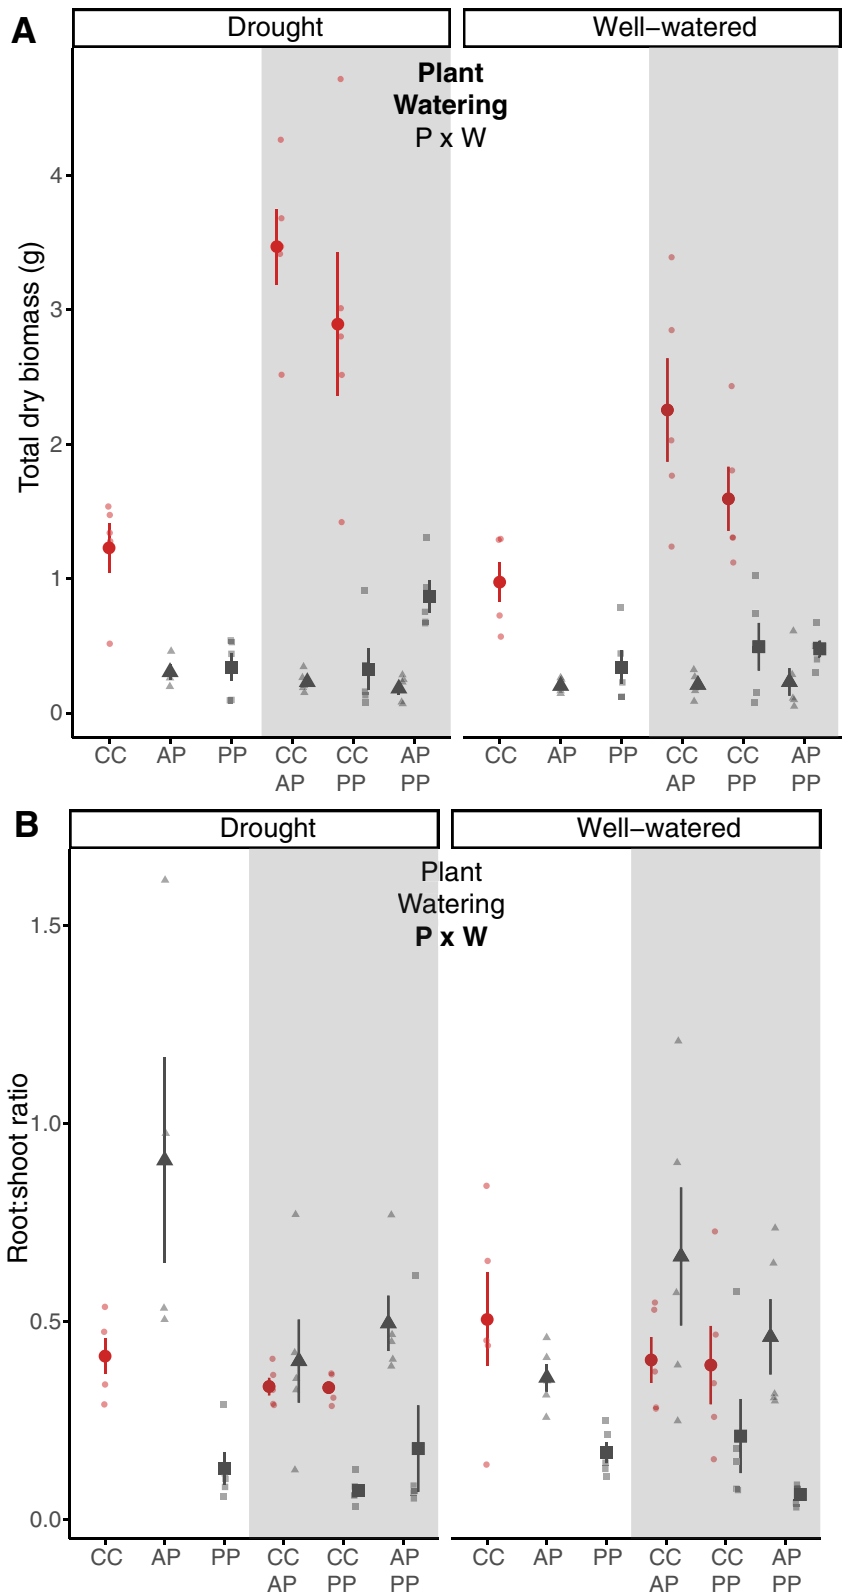 A
Drought
Well−watered
Plant
Watering
P x W
Total dry biomass (g)
4
3
2
1
0
CC AP PP CC CC AP CC AP PP CC CC AP
AP PP PP AP PP PP
B
Drought
Well−watered
Plant
Watering
P x W
Root:shoot ratio
1.5
1.0
0.5
0.0
CC AP PP CC CC AP CC AP PP CC CC AP
AP PP PP AP PP PP